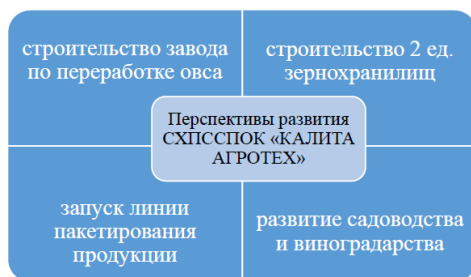 строительство завода
по переработке овса
строительство 2 ед.
зернохранилищ
Перспективы развития
СХПССПОК «КАЛИТА
АГРОТЕХ»
запуск линии
пакетирования
продукции
развитие садоводства
и виноградарства